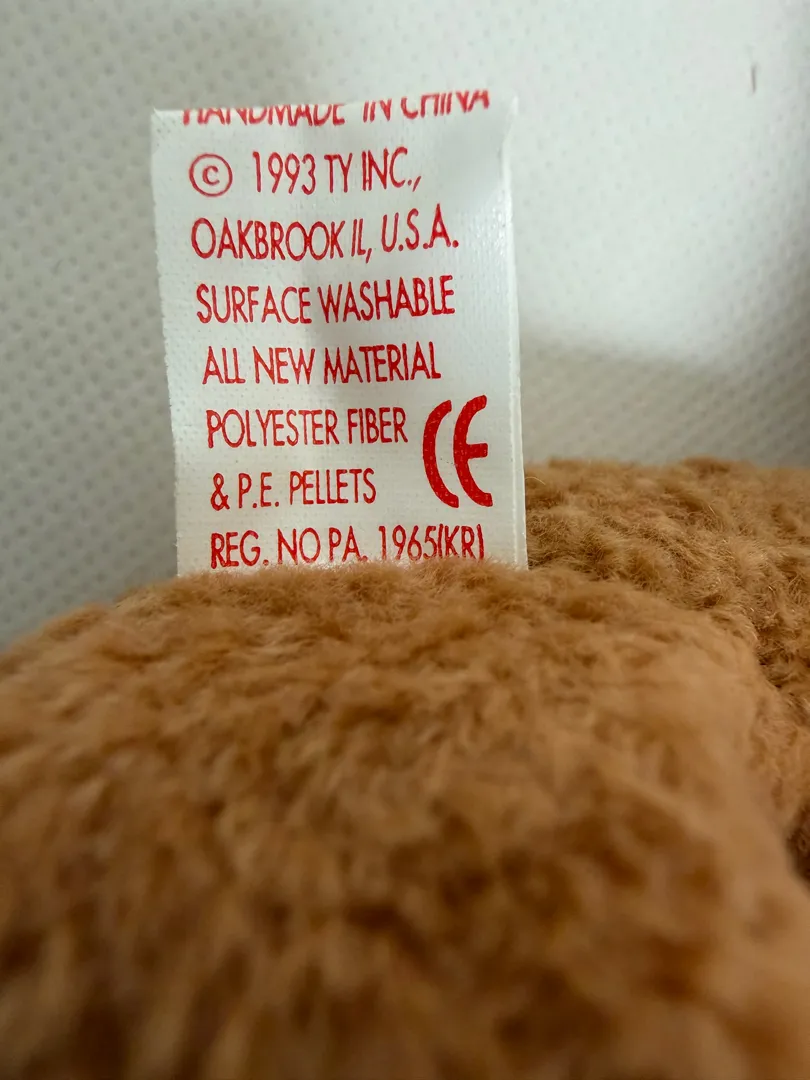 HANDMADE IN CHINA
© 1993 TY INC.,
OAKBROOK IL, U.S.A.
SURFACE WASHABLE
ALL NEW MATERIAL
POLYESTER FIBER
& P.E. PELLETS CE
REG. NO PA. 1965(KR)